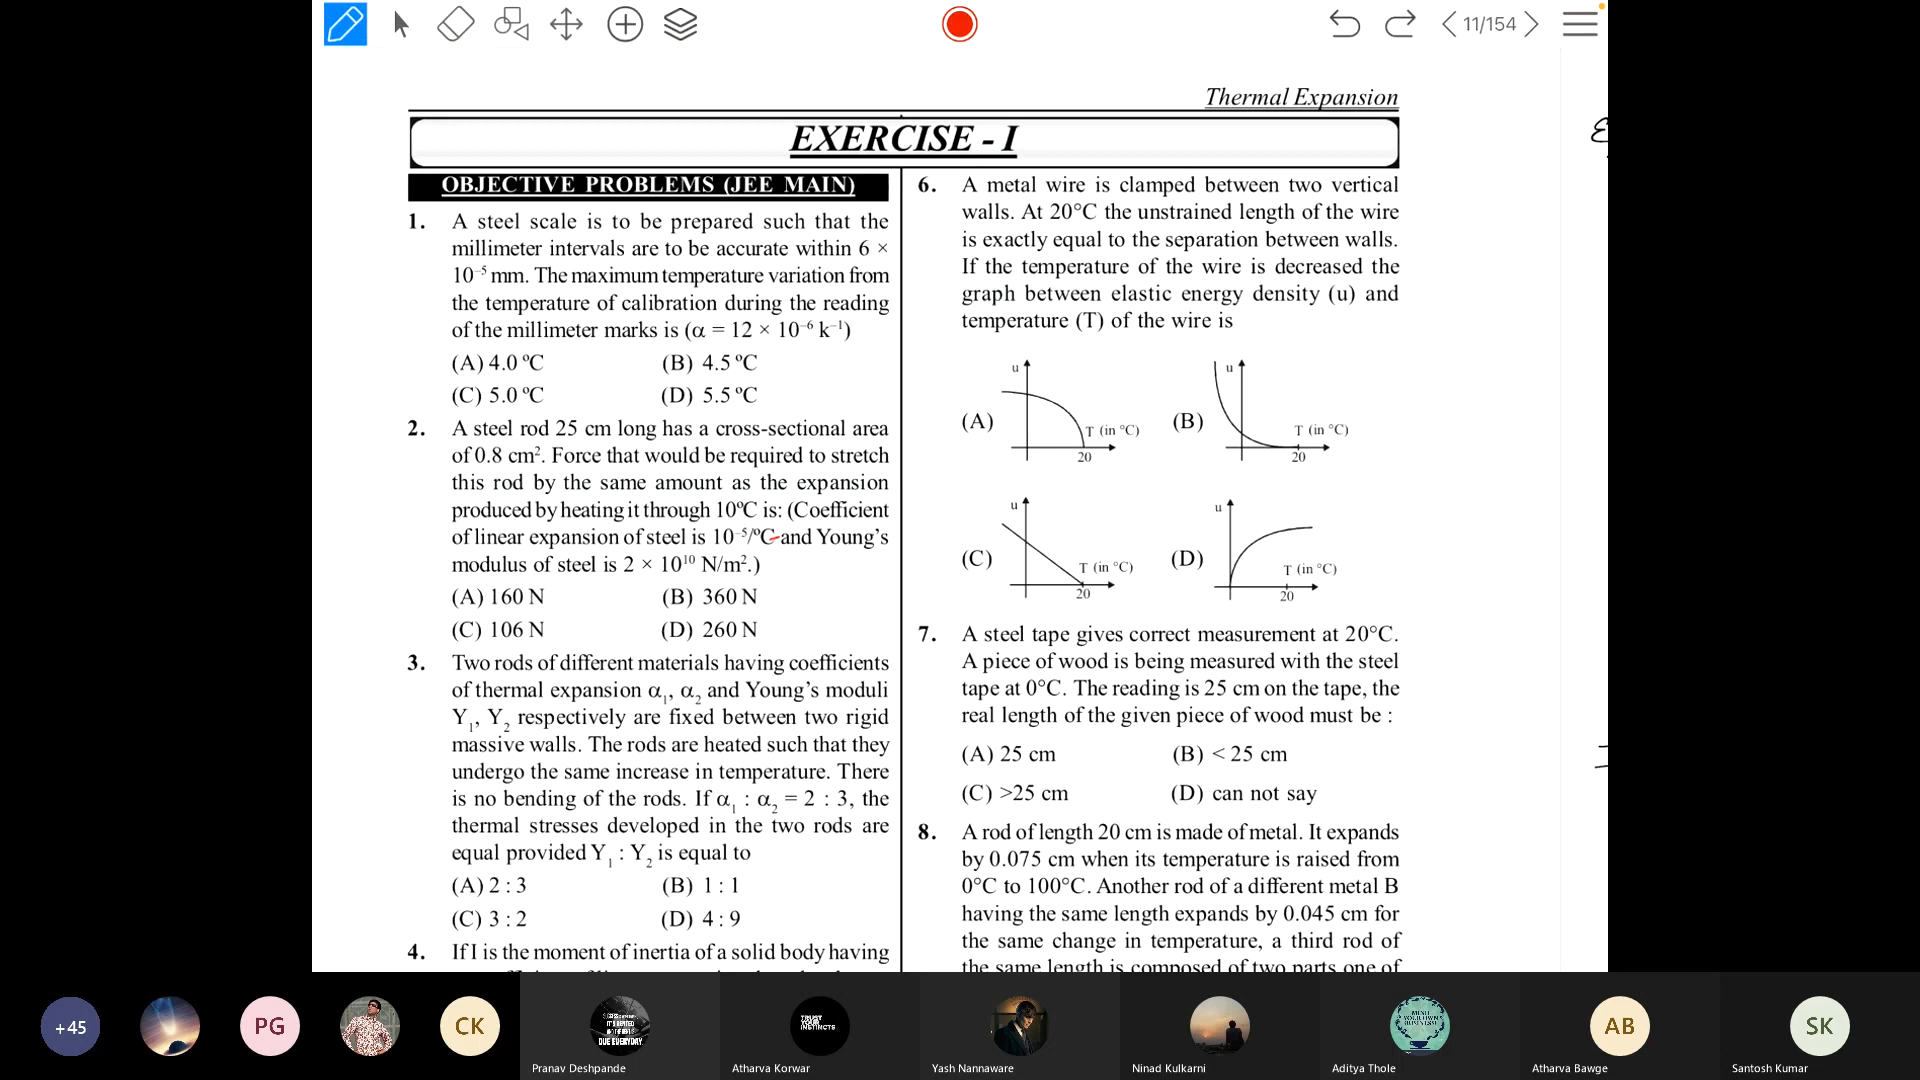 11/154
Thermal Expansion
EXERCISE - I
OBJECTIVE PROBLEMS (JEE MAIN)
1. A steel scale is to be prepared such that the
millimeter intervals are to be accurate within 6 ×
10⁻⁵ mm. The maximum temperature variation from
the temperature of calibration during the reading
of the millimeter marks is (α = 12 × 10⁻⁶ k⁻¹)
(A) 4.0 ºC (B) 4.5 ºC
(C) 5.0 ºC (D) 5.5 ºC
2. A steel rod 25 cm long has a cross-sectional area
of 0.8 cm². Force that would be required to stretch
this rod by the same amount as the expansion
produced by heating it through 10ºC is: (Coefficient
of linear expansion of steel is 10⁻⁵/ºC and Young’s
modulus of steel is 2 × 10¹⁰ N/m².)
(A) 160 N (B) 360 N
(C) 106 N (D) 260 N
3. Two rods of different materials having coefficients
of thermal expansion α₁, α₂ and Young’s moduli
Y₁, Y₂ respectively are fixed between two rigid
massive walls. The rods are heated such that they
undergo the same increase in temperature. There
is no bending of the rods. If α₁ : α₂ = 2 : 3, the
thermal stresses developed in the two rods are
equal provided Y₁ : Y₂ is equal to
(A) 2 : 3 (B) 1 : 1
(C) 3 : 2 (D) 4 : 9
4. If I is the moment of inertia of a solid body having
6. A metal wire is clamped between two vertical
walls. At 20°C the unstrained length of the wire
is exactly equal to the separation between walls.
If the temperature of the wire is decreased the
graph between elastic energy density (u) and
temperature (T) of the wire is
(A) u T (in °C) 20 (B) u T (in °C) 20
(C) u T (in °C) 20 (D) u T (in °C) 20
7. A steel tape gives correct measurement at 20°C.
A piece of wood is being measured with the steel
tape at 0°C. The reading is 25 cm on the tape, the
real length of the given piece of wood must be :
(A) 25 cm (B) < 25 cm
(C) >25 cm (D) can not say
8. A rod of length 20 cm is made of metal. It expands
by 0.075 cm when its temperature is raised from
0°C to 100°C. Another rod of a different metal B
having the same length expands by 0.045 cm for
the same change in temperature, a third rod of
the same length is composed of two parts one of
+45
PG
CK
DUE EVERYDAY
Pranav Deshpande
TRUST
YOUR
INSTINCTS
Atharva Korwar
Yash Nannaware
Ninad Kulkarni
MIND
YOUR OWN
BUSINESS!
Aditya Thole
AB
Atharva Bawge
SK
Santosh Kumar